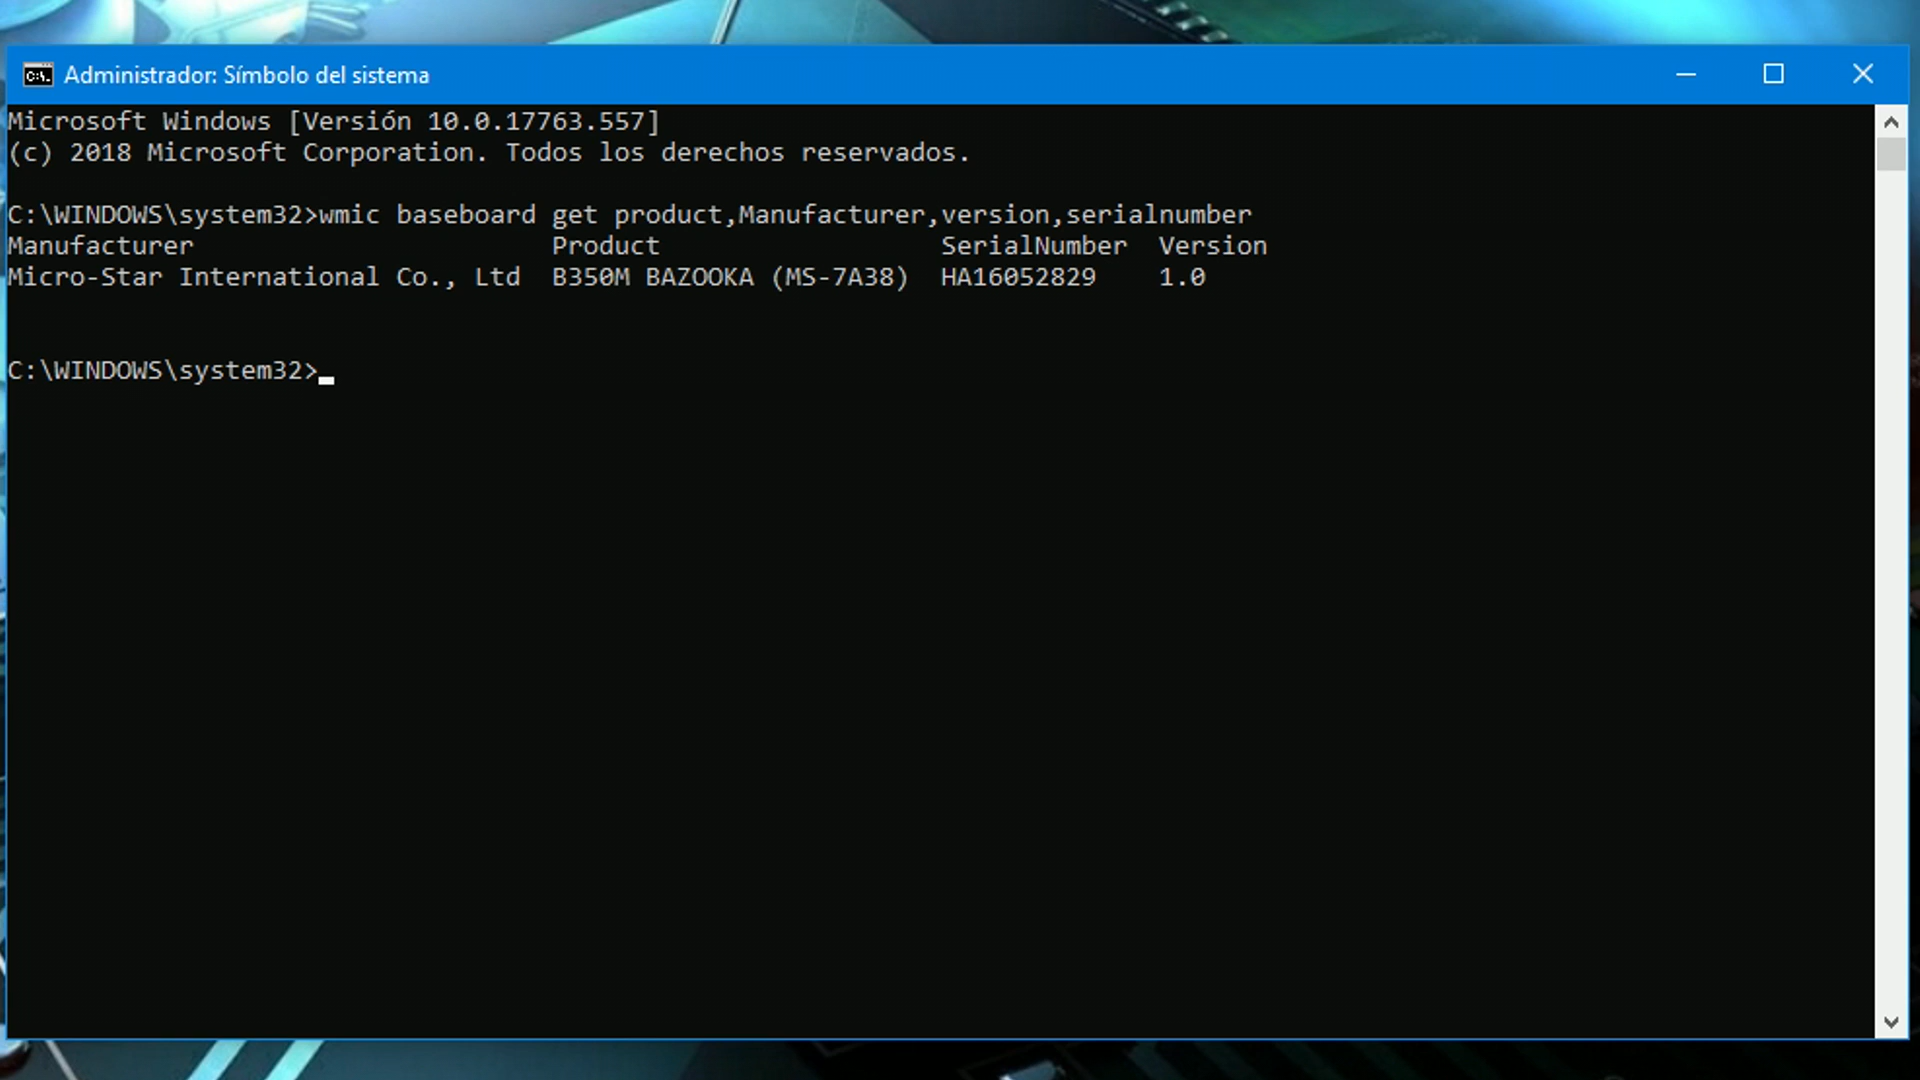 Administrador: Símbolo del sistema
Microsoft Windows [Versión 10.0.17763.557]
(c) 2018 Microsoft Corporation. Todos los derechos reservados.
C:\WINDOWS\system32>wmic baseboard get product,Manufacturer,version,serialnumber
Manufacturer                       Product                  SerialNumber  Version
Micro-Star International Co., Ltd  B350M BAZOOKA (MS-7A38)  HA16052829    1.0
C:\WINDOWS\system32>